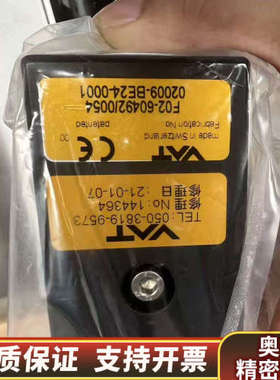 VAT
TEL: 050-3819-9573
修理 No:144364
修理日:21-01-07
VAT
made in Switzerland
patented
CE
Fabrication No
F02-60492/0054
02009-BE24-0001
质保证 支持开票
奥
精密